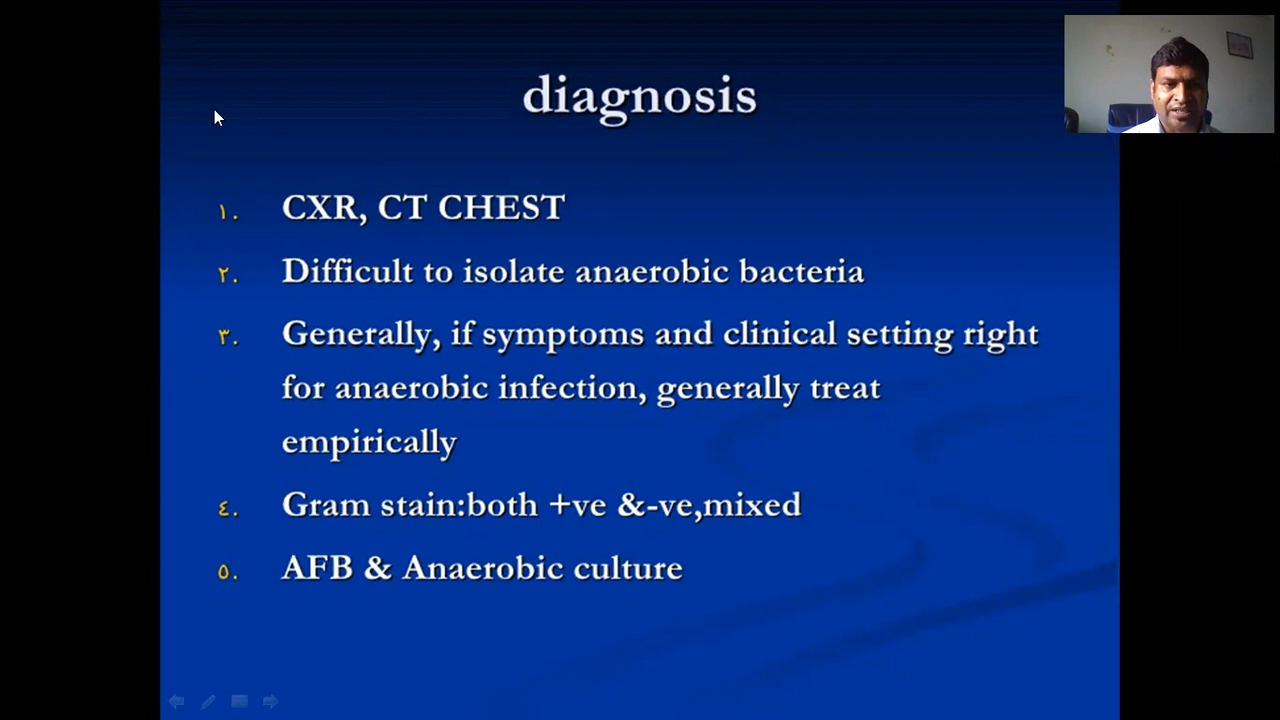 diagnosis
١. CXR, CT CHEST
٢. Difficult to isolate anaerobic bacteria
٣. Generally, if symptoms and clinical setting right
for anaerobic infection, generally treat
empirically
٤. Gram stain:both +ve &-ve,mixed
٥. AFB & Anaerobic culture